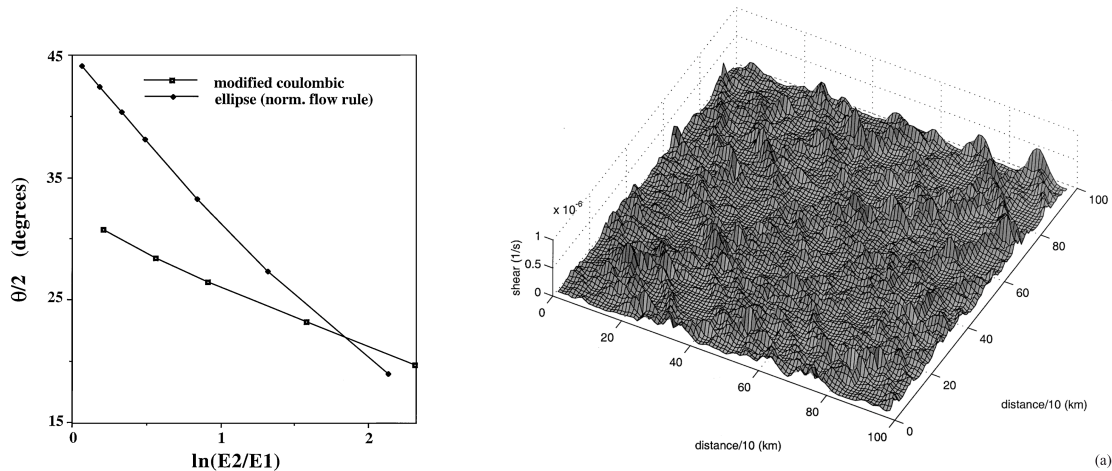 45
35
25
15
0
1
2
θ/2 (degrees)
ln(E2/E1)
modified coulombic
ellipse (norm. flow rule)
x 10⁻⁶
1
0.5
0
shear (1/s)
0
20
40
60
80
100
distance/10 (km)
0
20
40
60
80
100
distance/10 (km)
(a)